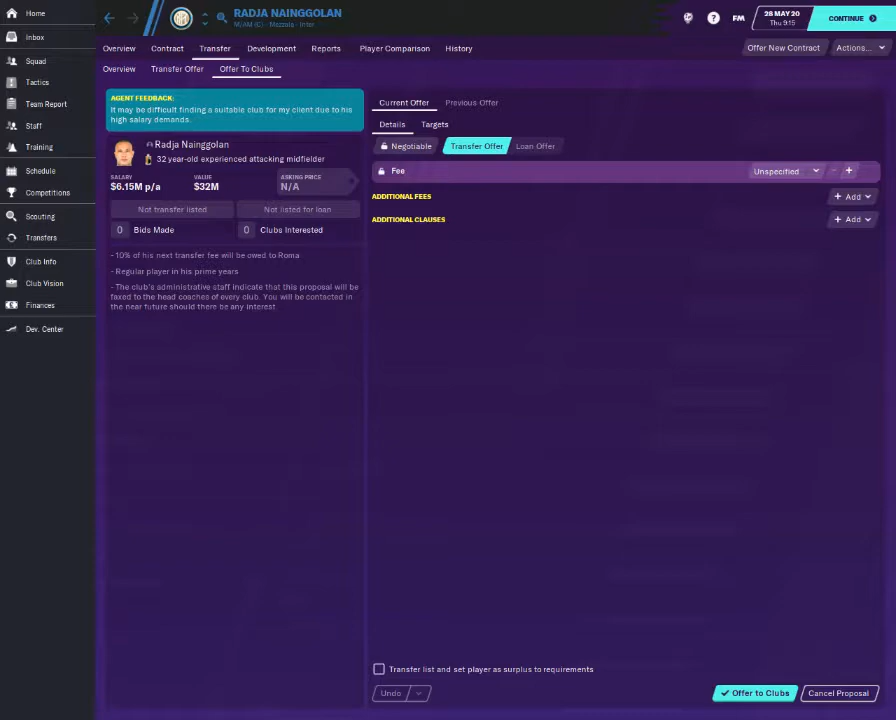 Home
Inbox
Squad
Tactics
Team Report
Staff
Training
Schedule
Competitions
Scouting
Transfers
Club Info
Club Vision
Finances
Dev. Center
RADJA NAINGGOLAN
M/AM (C) - Mezzala - Inter
?
FM
28 MAY 20
Thu 9:15
CONTINUE
Overview Contract Transfer Development Reports Player Comparison History
Offer New Contract
Actions...
Overview Transfer Offer Offer To Clubs
AGENT FEEDBACK:
It may be difficult finding a suitable club for my client due to his
high salary demands.
Radja Nainggolan
32 year-old experienced attacking midfielder
SALARY
$6.15M p/a
VALUE
$32M
ASKING PRICE
N/A
Not transfer listed
Not listed for loan
0 Bids Made
0 Clubs Interested
- 10% of his next transfer fee will be owed to Roma
- Regular player in his prime years
- The club's administrative staff indicate that this proposal will be
faxed to the head coaches of every club. You will be contacted in
the near future should there be any interest
Current Offer Previous Offer
Details Targets
Negotiable Transfer Offer Loan Offer
Fee
Unspecified
ADDITIONAL FEES
+ Add
ADDITIONAL CLAUSES
+ Add
Transfer list and set player as surplus to requirements
Undo
Offer to Clubs
Cancel Proposal